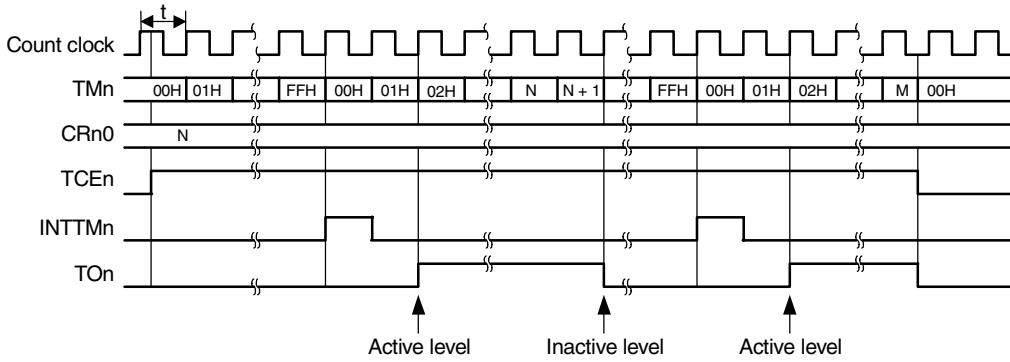 t
Count clock
TMn 00H 01H FFH 00H 01H 02H N N + 1 FFH 00H 01H 02H M 00H
CRn0 N
TCEn
INTTMn
TOn
Active level Inactive level Active level